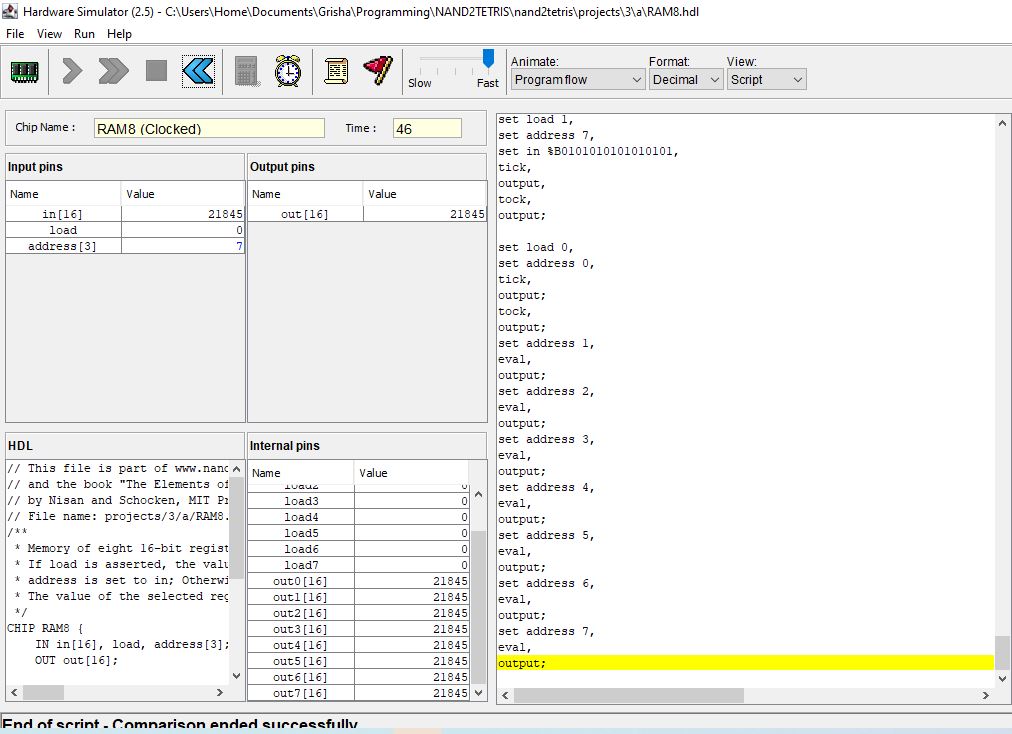 Hardware Simulator (2.5) - C:\Users\Home\Documents\Grisha\Programming\NAND2TETRIS\nand2tetris\projects\3\a\RAM8.hdl
File View Run Help
Animate: Format: View:
Slow Fast Program flow Decimal Script
Chip Name : RAM8 (Clocked) Time : 46
Input pins
Name Value
in[16] 21845
load 0
address[3] 7
Output pins
Name Value
out[16] 21845
HDL
// This file is part of www.nand
// and the book "The Elements of
// by Nisan and Schocken, MIT Pr
// File name: projects/3/a/RAM8.
/**
* Memory of eight 16-bit regist
* If load is asserted, the valu
* address is set to in; Otherwi
* The value of the selected reg
*/
CHIP RAM8 {
IN in[16], load, address[3];
OUT out[16];
Internal pins
Name Value
load2 0
load3 0
load4 0
load5 0
load6 0
load7 0
out0[16] 21845
out1[16] 21845
out2[16] 21845
out3[16] 21845
out4[16] 21845
out5[16] 21845
out6[16] 21845
out7[16] 21845
set load 1,
set address 7,
set in %B0101010101010101,
tick,
output,
tock,
output;
set load 0,
set address 0,
tick,
output;
tock,
output;
set address 1,
eval,
output;
set address 2,
eval,
output;
set address 3,
eval,
output;
set address 4,
eval,
output;
set address 5,
eval,
output;
set address 6,
eval,
output;
set address 7,
eval,
output;
End of script - Comparison ended successfully